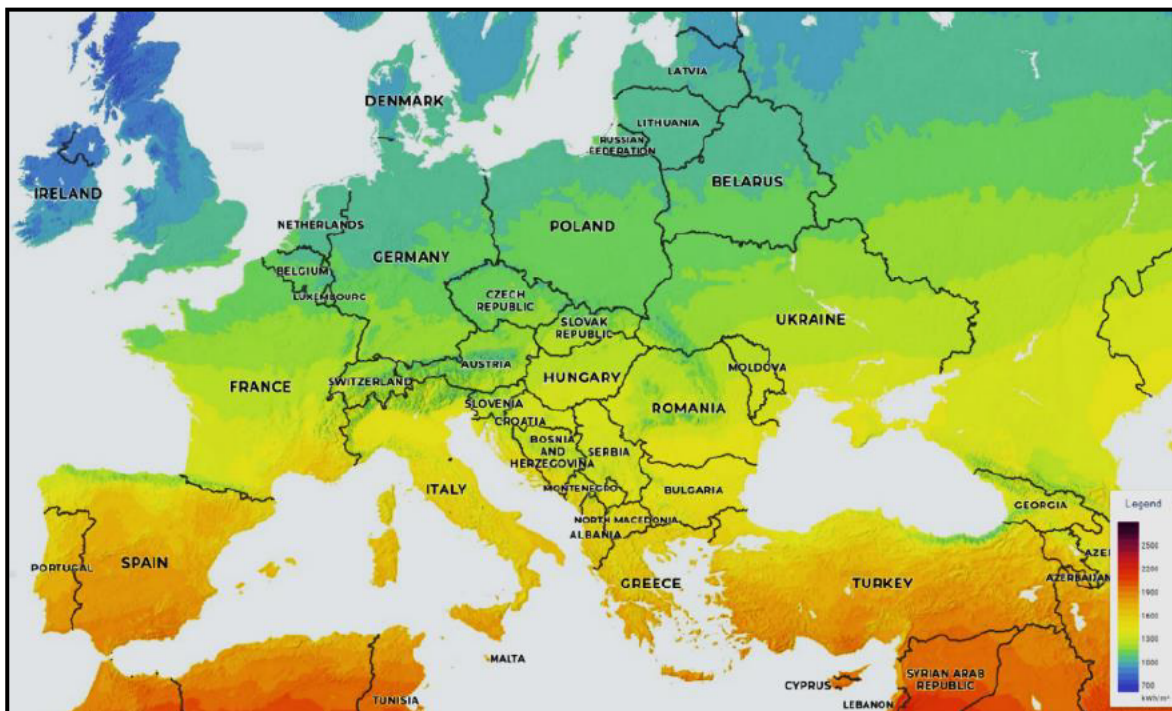 LATVIA
DENMARK
LITHUANIA
RUSSIAN
FEDERATION
IRELAND
BELARUS
NETHERLANDS
POLAND
GERMANY
BELGIUM
LUXEMBOURG
CZECH
REPUBLIC
SLOVAK
REPUBLIC
UKRAINE
AUSTRIA
FRANCE
SWITZERLAND
HUNGARY
MOLDOVA
SLOVENIA
ROMANIA
CROATIA
BOSNIA
AND
HERZEGOVINA
SERBIA
ITALY
MONTENEGRO
BULGARIA
NORTH MACEDONIA
ALBANIA
GEORGIA
PORTUGAL
SPAIN
GREECE
TURKEY
AZE
AZERBAIJAN
MALTA
TUNISIA
CYPRUS
SYRIAN ARAB
REPUBLIC
LEBANON
Legend
2500
2200
1900
1600
1300
1000
700
kWh/m²